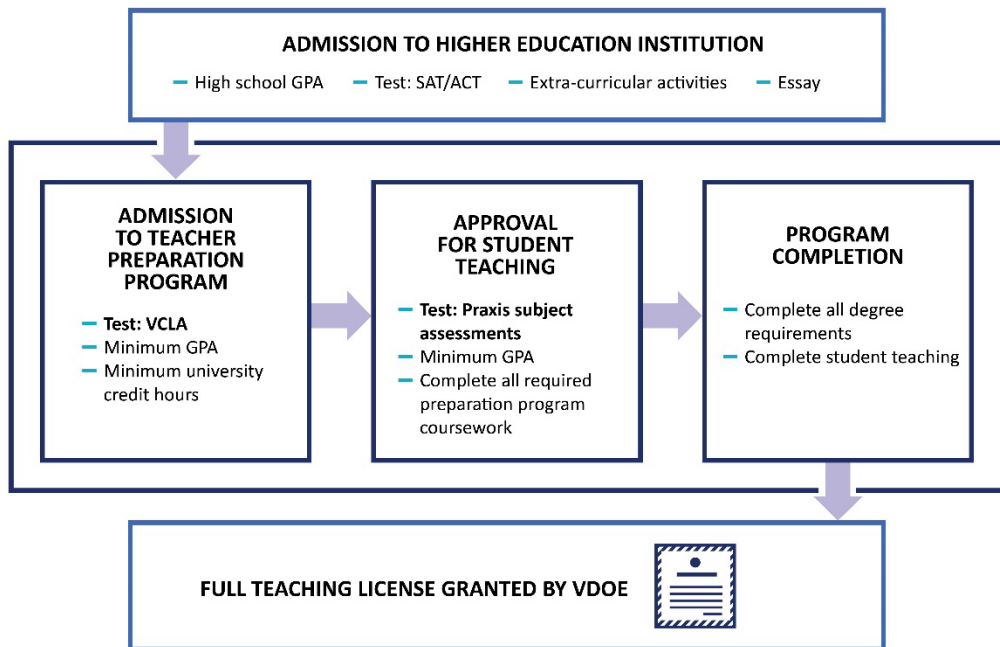 ADMISSION TO HIGHER EDUCATION INSTITUTION
– High school GPA – Test: SAT/ACT – Extra-curricular activities – Essay
ADMISSION
TO TEACHER
PREPARATION
PROGRAM
– Test: VCLA
– Minimum GPA
– Minimum university
credit hours
APPROVAL
FOR STUDENT
TEACHING
– Test: Praxis subject
assessments
– Minimum GPA
– Complete all required
preparation program
coursework
PROGRAM
COMPLETION
– Complete all degree
requirements
– Complete student teaching
FULL TEACHING LICENSE GRANTED BY VDOE